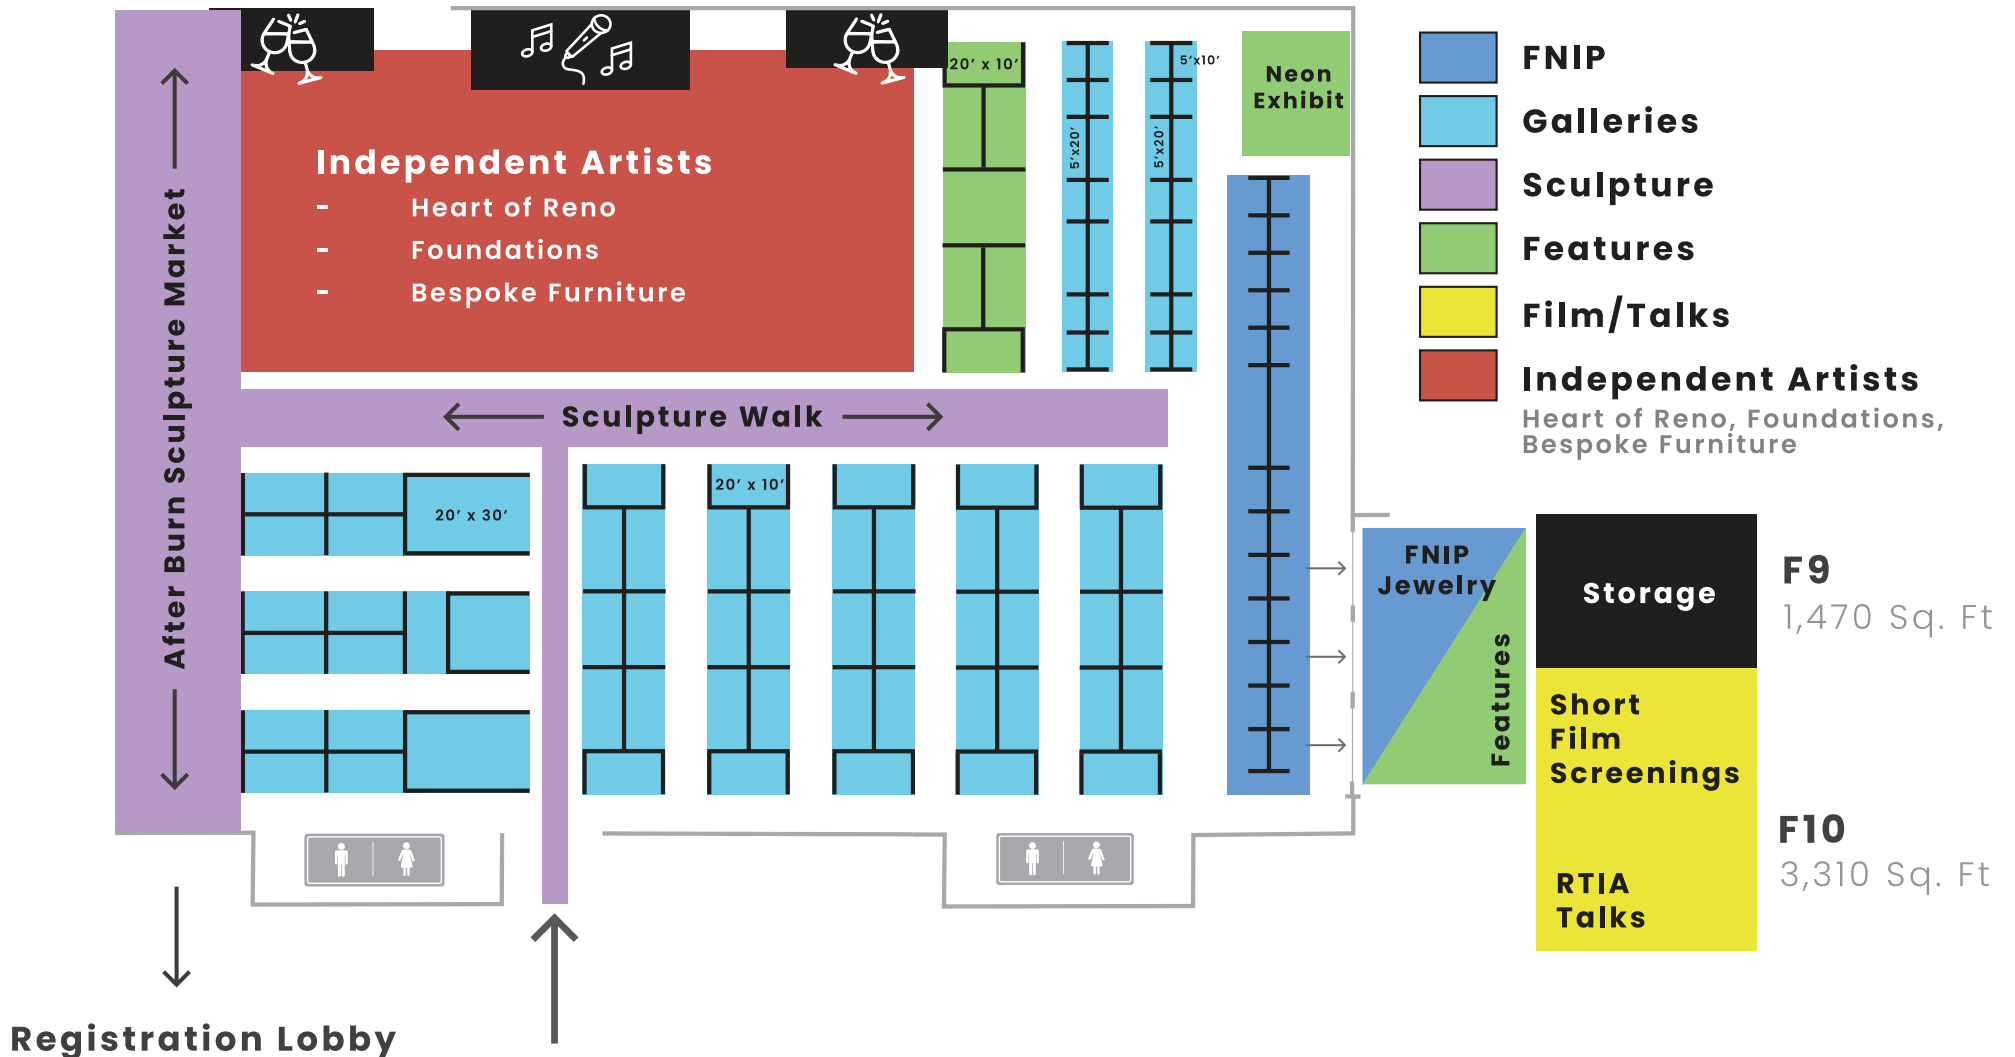 After Burn Sculpture Market
Independent Artists
- Heart of Reno
- Foundations
- Bespoke Furniture
20' x 10'
5'x20'
5'x20'
5'x10'
Neon
Exhibit
Sculpture Walk
20' x 30'
20' x 10'
FNIP
Jewelry
Features
Storage
Short
Film
Screenings
RTIA
Talks
F9
1,470 Sq. Ft
F10
3,310 Sq. Ft
FNIP
Galleries
Sculpture
Features
Film/Talks
Independent Artists
Heart of Reno, Foundations,
Bespoke Furniture
Registration Lobby